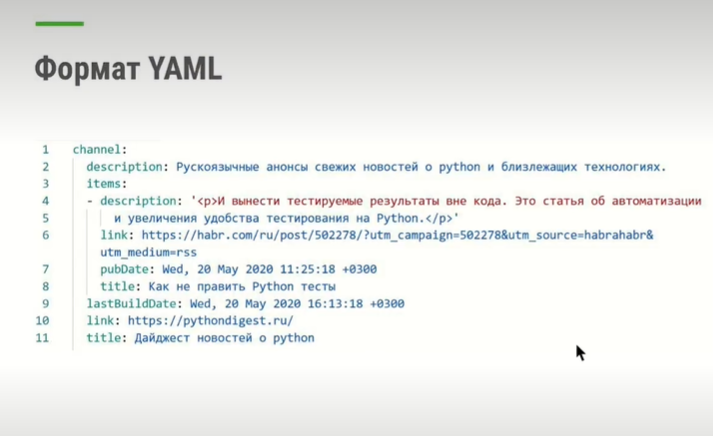 Формат YAML
1 channel:
2 description: Рускоязычные анонсы свежих новостей о python и близлежащих технологиях.
3 items:
4 - description: '<p>И вынести тестируемые результаты вне кода. Это статья об автоматизации
5 и увеличения удобства тестирования на Python.</p>'
6 link: https://habr.com/ru/post/502278/?utm_campaign=502278&utm_source=habrahabr&
utm_medium=rss
7 pubDate: Wed, 20 May 2020 11:25:18 +0300
8 title: Как не править Python тесты
9 lastBuildDate: Wed, 20 May 2020 16:13:18 +0300
10 link: https://pythondigest.ru/
11 title: Дайджест новостей о python